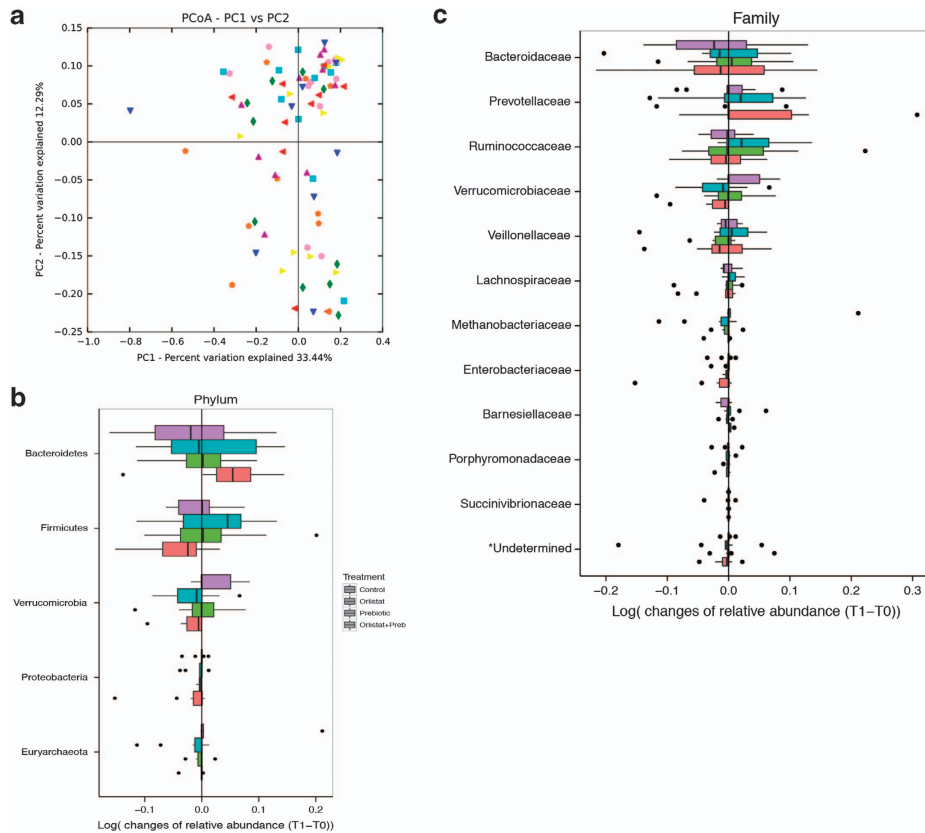 a
PCoA - PC1 vs PC2
PC2 - Percent variation explained 12.29%
0.15
0.10
0.05
0.00
−0.05
−0.10
−0.15
−0.20
−0.25
−1.0 −0.8 −0.6 −0.4 −0.2 0.0 0.2 0.4
PC1 - Percent variation explained 33.44%
b
Phylum
Bacteroidetes
Firmicutes
Verrucomicrobia
Proteobacteria
Euryarchaeota
Treatment
Control
Orlistat
Prebiotic
Orlistat+Preb
−0.1 0.0 0.1 0.2
Log( changes of relative abundance (T1−T0))
c
Family
Bacteroidaceae
Prevotellaceae
Ruminococcaceae
Verrucomicrobiaceae
Veillonellaceae
Lachnospiraceae
Methanobacteriaceae
Enterobacteriaceae
Barnesiellaceae
Porphyromonadaceae
Succinivibrionaceae
*Undetermined
−0.2 −0.1 0.0 0.1 0.2 0.3
Log( changes of relative abundance (T1−T0))